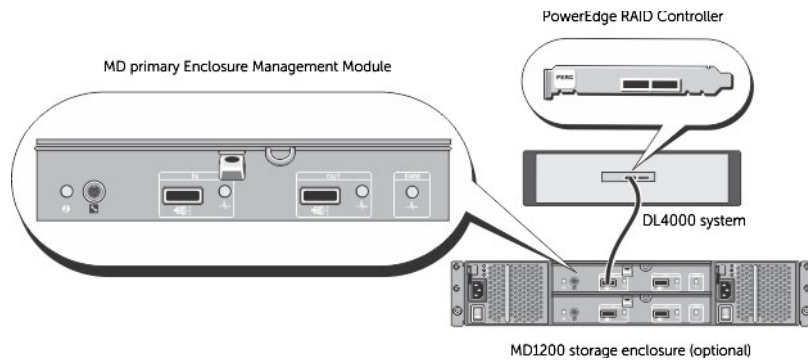 PowerEdge RAID Controller
MD primary Enclosure Management Module
PERC
IN
OUT
EMM
DL4000 system
MD1200 storage enclosure (optional)